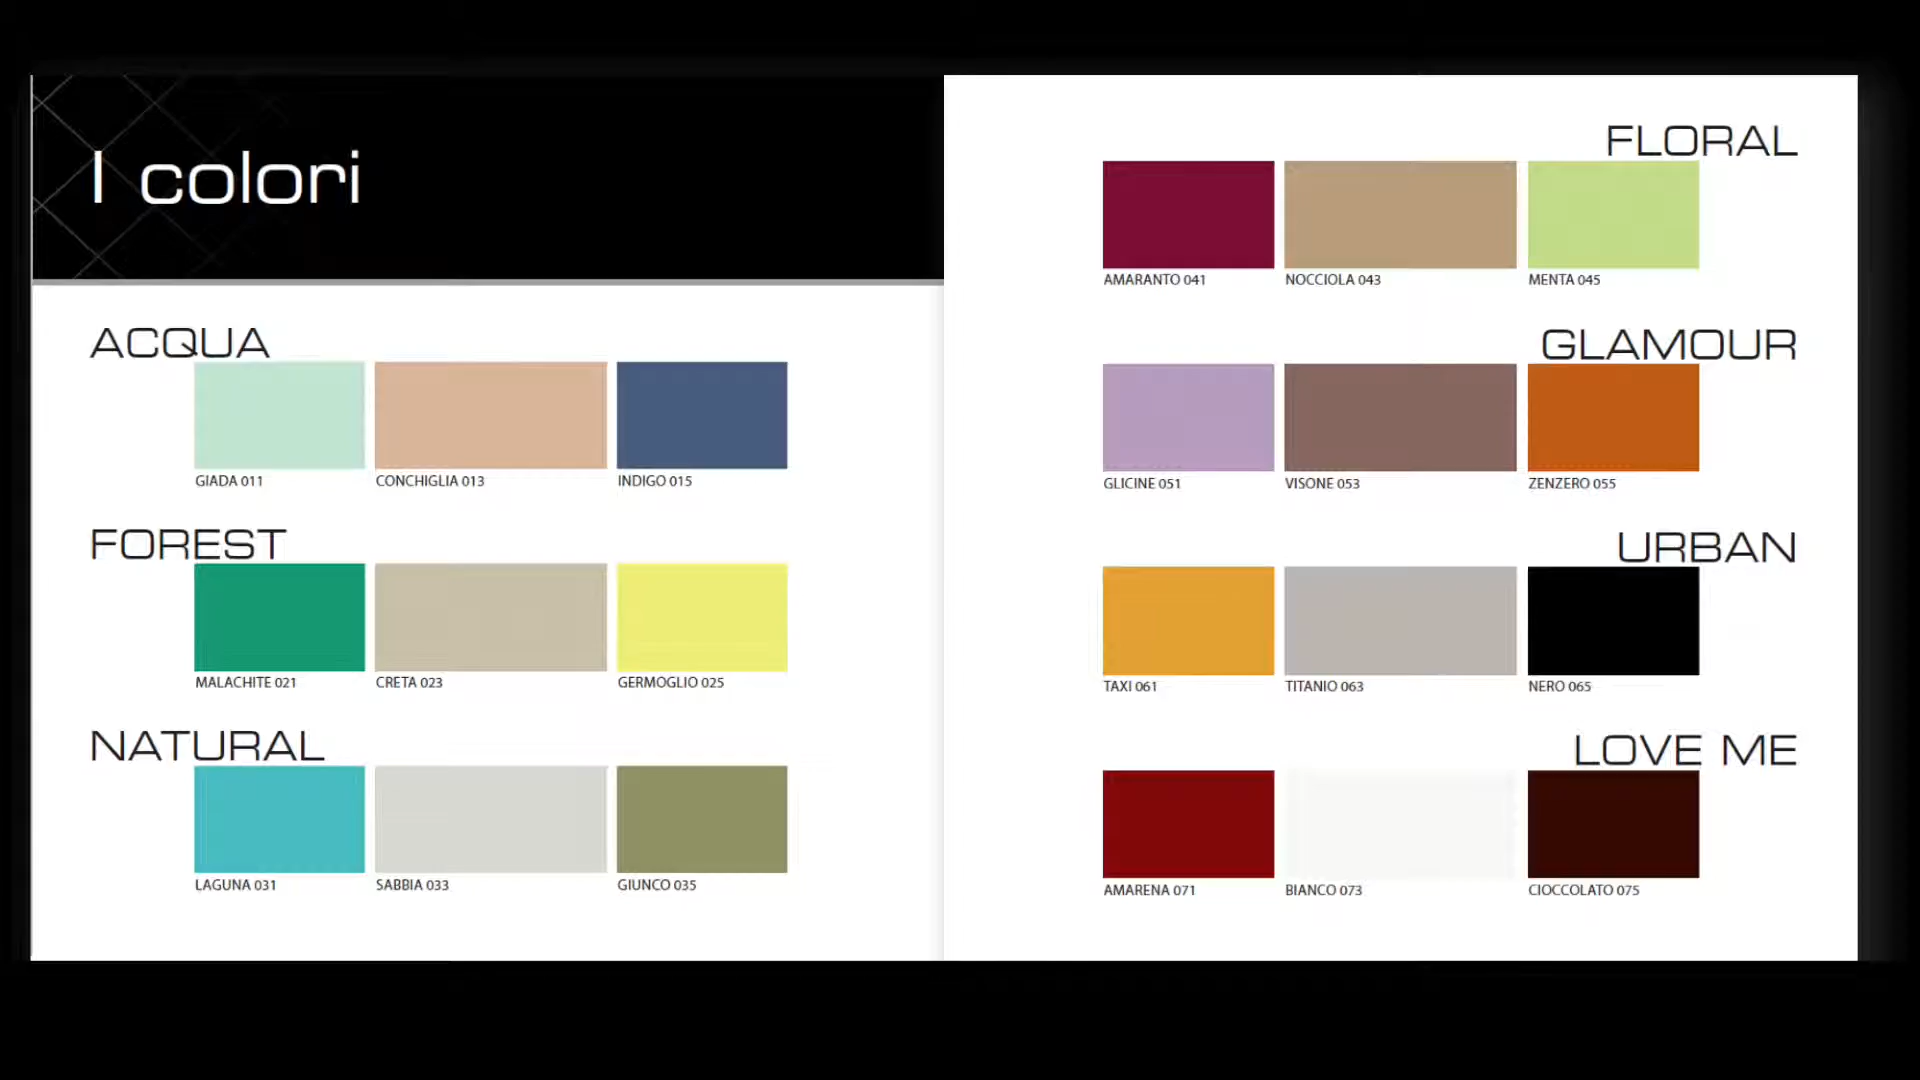 I colori
ACQUA
GIADA 011
CONCHIGLIA 013
INDIGO 015
FOREST
MALACHITE 021
CRETA 023
GERMOGLIO 025
NATURAL
LAGUNA 031
SABBIA 033
GIUNCO 035
FLORAL
AMARANTO 041
NOCCIOLA 043
MENTA 045
GLAMOUR
GLICINE 051
VISONE 053
ZENZERO 055
URBAN
TAXI 061
TITANIO 063
NERO 065
LOVE ME
AMARENA 071
BIANCO 073
CIOCCOLATO 075